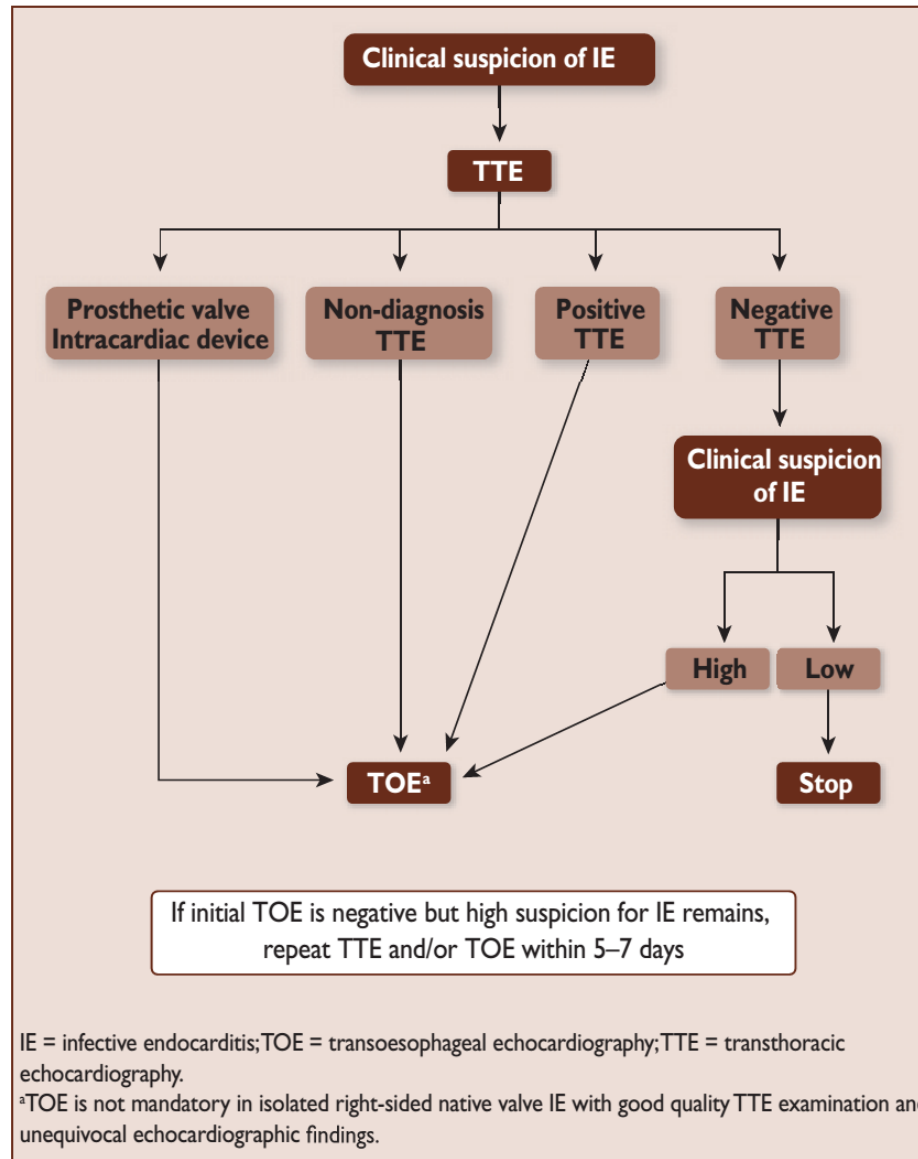 Clinical suspicion of IE
TTE
Prosthetic valve
Intracardiac device
Non-diagnosis
TTE
Positive
TTE
Negative
TTE
Clinical suspicion
of IE
High
Low
TOEᵃ
Stop
If initial TOE is negative but high suspicion for IE remains,
repeat TTE and/or TOE within 5–7 days
IE = infective endocarditis; TOE = transoesophageal echocardiography; TTE = transthoracic
echocardiography.
ᵃTOE is not mandatory in isolated right-sided native valve IE with good quality TTE examination and
unequivocal echocardiographic findings.